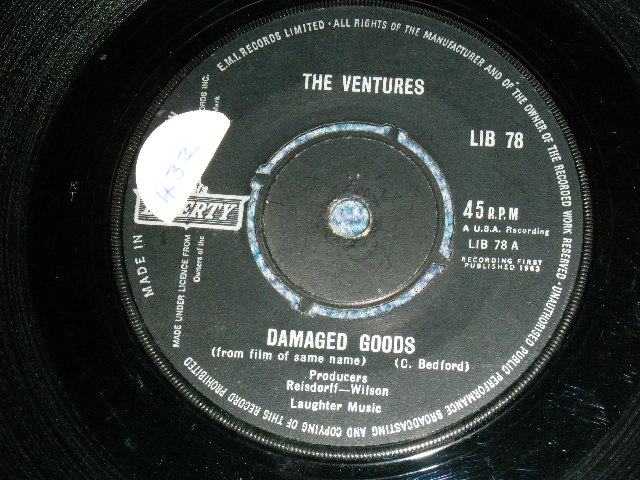 E.M.I. RECORDS LIMITED · ALL RIGHTS OF THE MANUFACTURER AND OF THE OWNER OF THE RECORDED WORK RESERVED · UNAUTHORISED PUBLIC PERFORMANCE BROADCASTING AND COPYING OF THIS RECORD PROHIBITED
MADE IN
THE VENTURES
LIB 78
432
MADE UNDER LICENCE FROM
RECORDS INC.
Owners of the
45 R.P.M
A U.S.A. Recording
LIB 78 A
RECORDING FIRST
PUBLISHED 1963
DAMAGED GOODS
(from film of same name) (C. Bedford)
Producers
Reisdorff—Wilson
Laughter Music